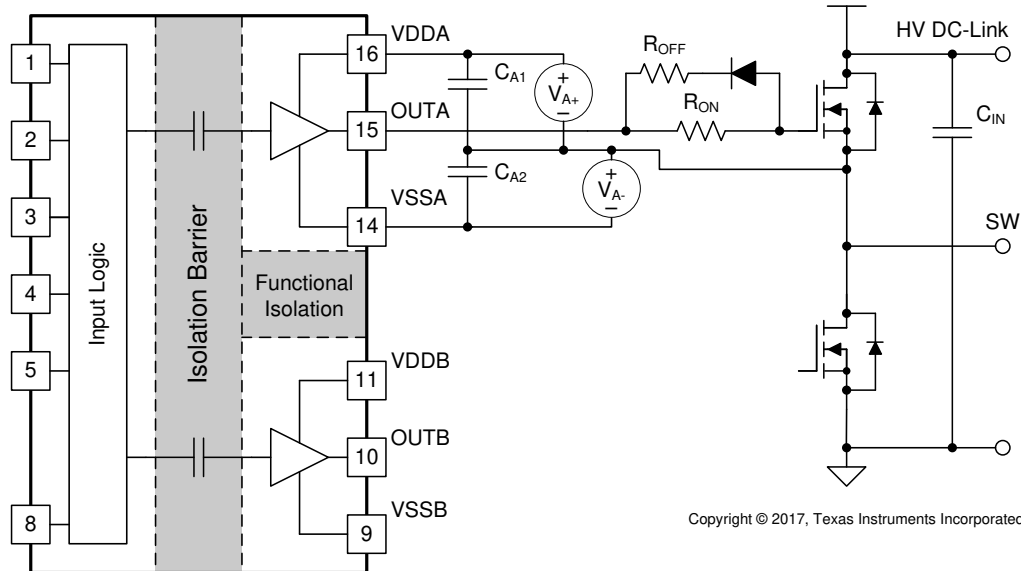 1
2
3
4
5
8
Input Logic
Isolation Barrier
Functional
Isolation
16
VDDA
15
OUTA
14
VSSA
11
VDDB
10
OUTB
9
VSSB
CA1
CA2
+
VA+
–
+
VA-
–
ROFF
RON
HV DC-Link
CIN
SW
Copyright © 2017, Texas Instruments Incorporated